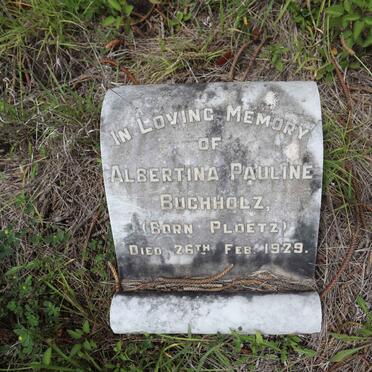 IN LOVING MEMORY
OF
ALBERTINA PAULINE
BUCHHOLZ,
(BORN PLOETZ)
DIED 26TH FEB. 1929.